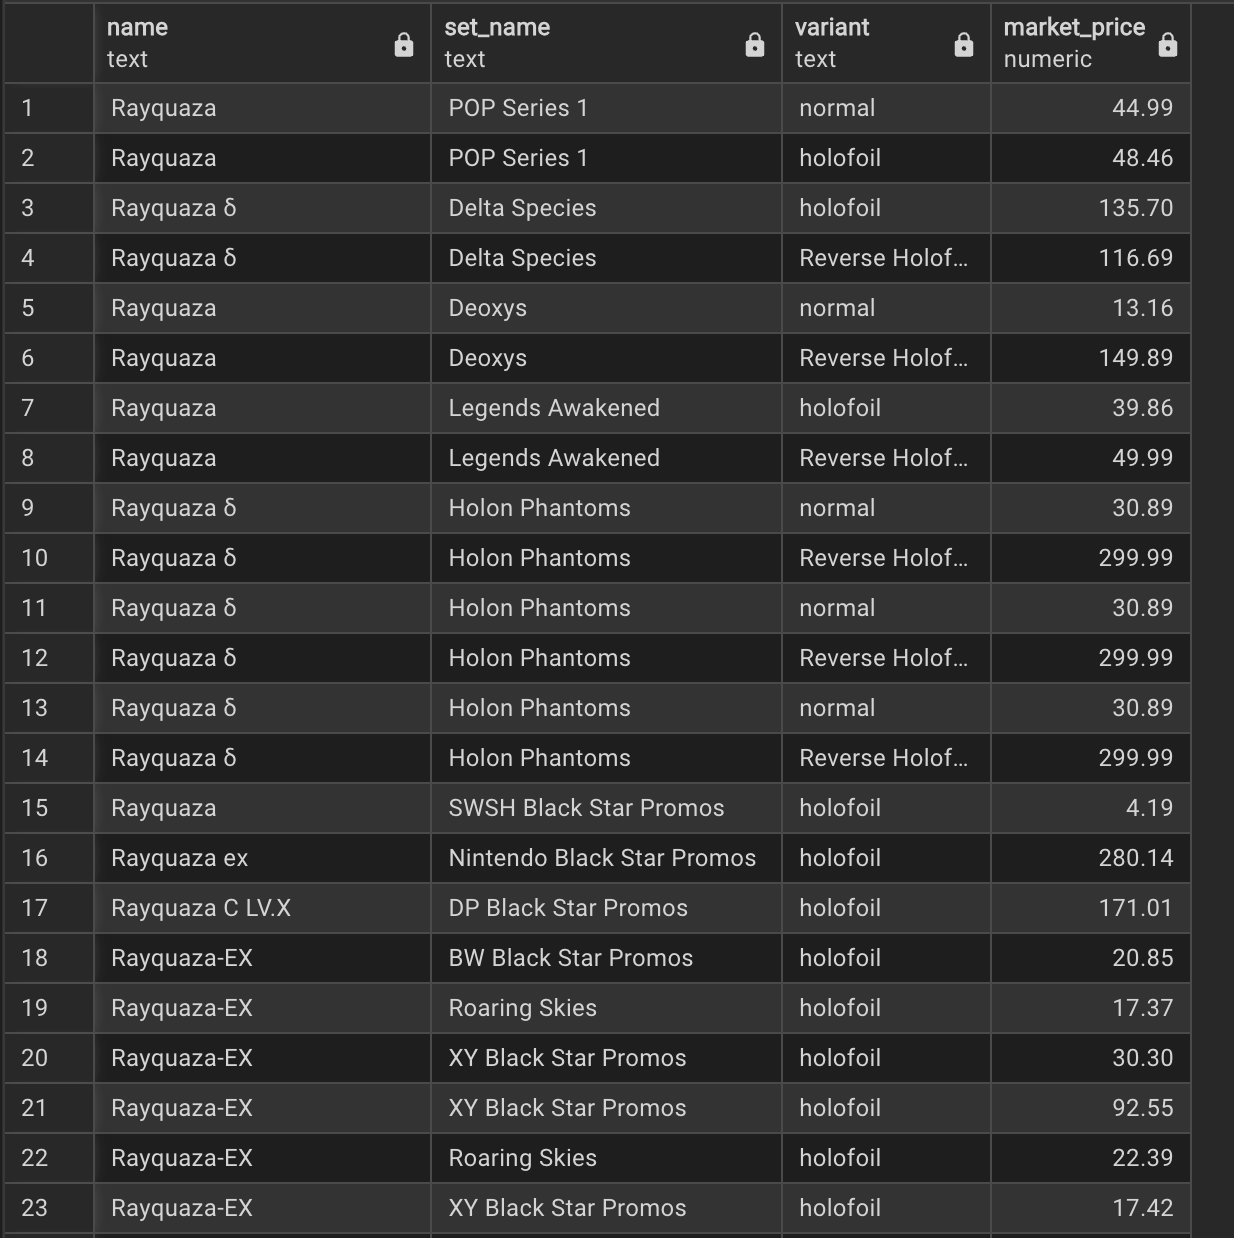 name text set_name text variant text market_price numeric
1 Rayquaza POP Series 1 normal 44.99
2 Rayquaza POP Series 1 holofoil 48.46
3 Rayquaza δ Delta Species holofoil 135.70
4 Rayquaza δ Delta Species Reverse Holof... 116.69
5 Rayquaza Deoxys normal 13.16
6 Rayquaza Deoxys Reverse Holof... 149.89
7 Rayquaza Legends Awakened holofoil 39.86
8 Rayquaza Legends Awakened Reverse Holof... 49.99
9 Rayquaza δ Holon Phantoms normal 30.89
10 Rayquaza δ Holon Phantoms Reverse Holof... 299.99
11 Rayquaza δ Holon Phantoms normal 30.89
12 Rayquaza δ Holon Phantoms Reverse Holof... 299.99
13 Rayquaza δ Holon Phantoms normal 30.89
14 Rayquaza δ Holon Phantoms Reverse Holof... 299.99
15 Rayquaza SWSH Black Star Promos holofoil 4.19
16 Rayquaza ex Nintendo Black Star Promos holofoil 280.14
17 Rayquaza C LV.X DP Black Star Promos holofoil 171.01
18 Rayquaza-EX BW Black Star Promos holofoil 20.85
19 Rayquaza-EX Roaring Skies holofoil 17.37
20 Rayquaza-EX XY Black Star Promos holofoil 30.30
21 Rayquaza-EX XY Black Star Promos holofoil 92.55
22 Rayquaza-EX Roaring Skies holofoil 22.39
23 Rayquaza-EX XY Black Star Promos holofoil 17.42